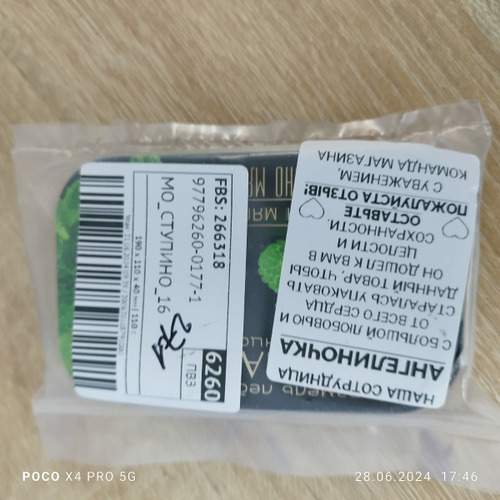 FBS: 266318
97796260-0177-1
МО_СТУПИНО_16
6260
ПВЗ
190 x 110 x 40 мм | 110 г
НАША СОТРУДНИЦА
АНГЕЛИНОЧКА
С БОЛЬШОЙ ЛЮБОВЬЮ И
ОТ ВСЕГО СЕРДЦА
СТАРАЛАСЬ УПАКОВАТЬ
ДАННЫЙ ТОВАР, ЧТОБЫ
ОН ДОШЕЛ К ВАМ В
ЦЕЛОСТИ И
СОХРАННОСТИ.
ОСТАВЬТЕ
ПОЖАЛУЙСТА ОТЗЫВ!
С УВАЖЕНИЕМ,
КОМАНДА МАГАЗИНА
POCO X4 PRO 5G
28.06.2024 17:46